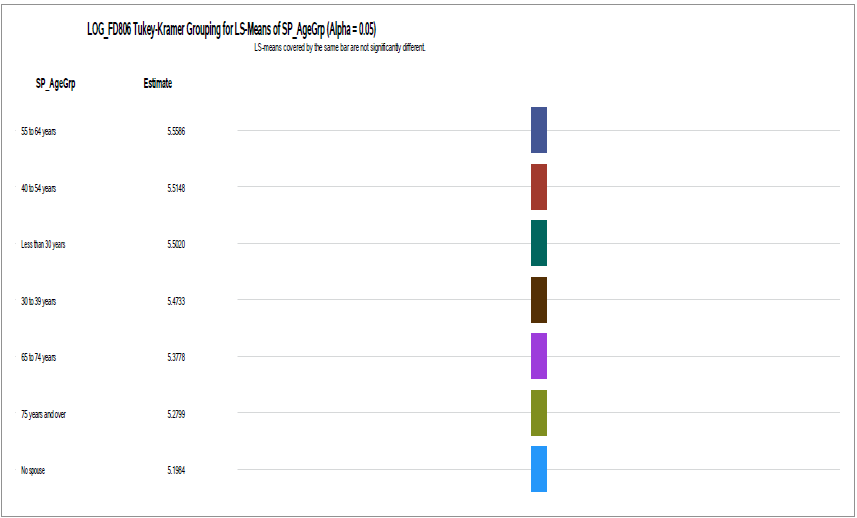 LOG_FD806 Tukey-Kramer Grouping for LS-Means of SP_AgeGrp (Alpha = 0.05)
LS-means covered by the same bar are not significantly different.
SP_AgeGrp Estimate
55 to 64 years 5.5586
40 to 54 years 5.5148
Less than 30 years 5.5020
30 to 39 years 5.4733
65 to 74 years 5.3778
75 years and over 5.2799
No spouse 5.1984